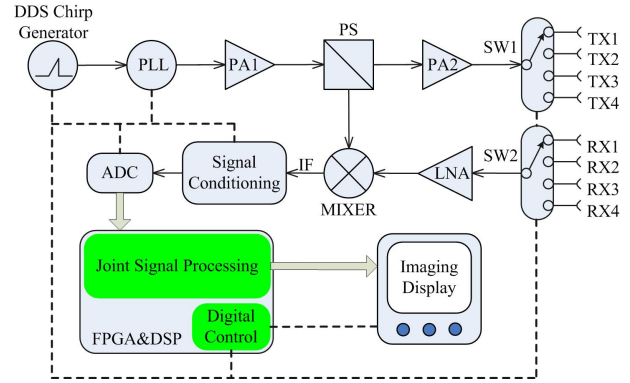 DDS Chirp
Generator
PLL
PA1
PS
PA2
SW1
TX1
TX2
TX3
TX4
ADC
Signal
Conditioning
IF
MIXER
LNA
SW2
RX1
RX2
RX3
RX4
Joint Signal Processing
Digital
Control
FPGA&DSP
Imaging
Display